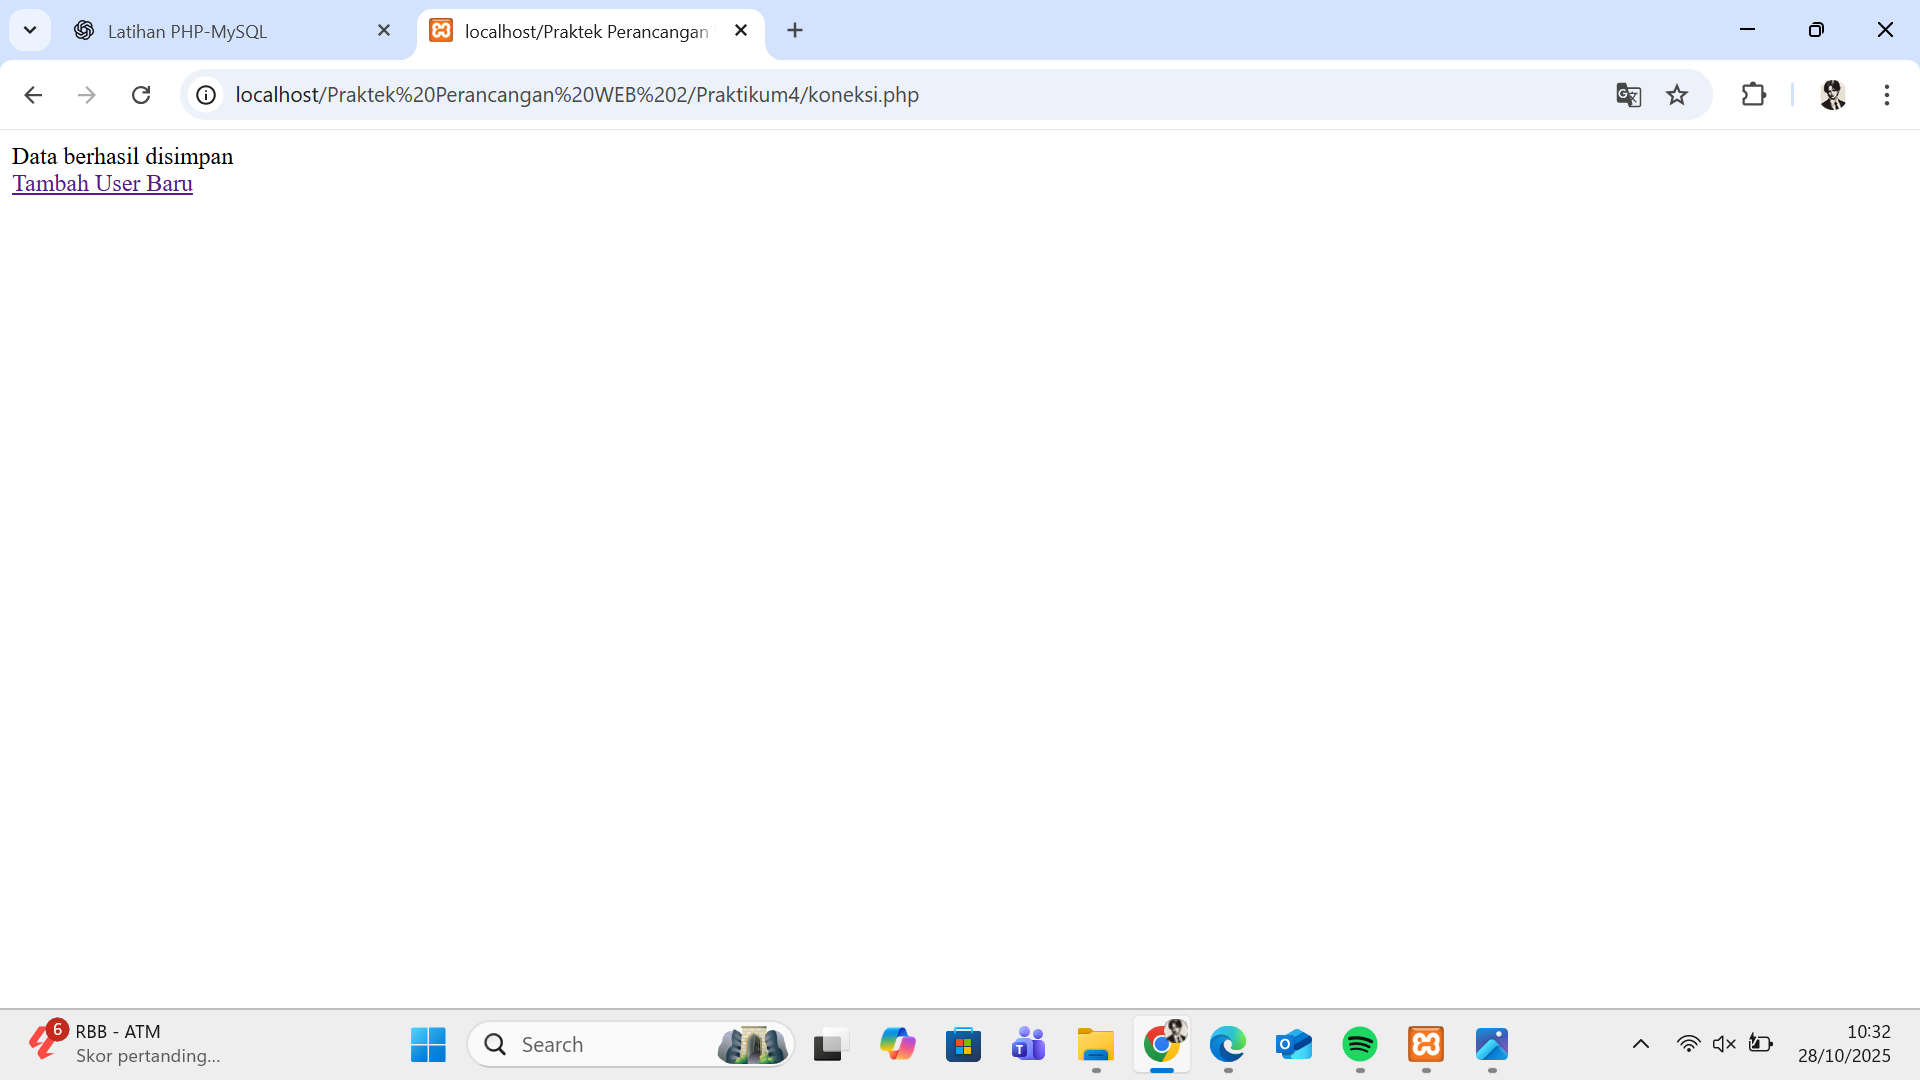 Latihan PHP-MySQL
localhost/Praktek Perancangan
localhost/Praktek%20Perancangan%20WEB%202/Praktikum4/koneksi.php
Data berhasil disimpan
Tambah User Baru
6
RBB - ATM
Skor pertanding...
Search
10:32
28/10/2025